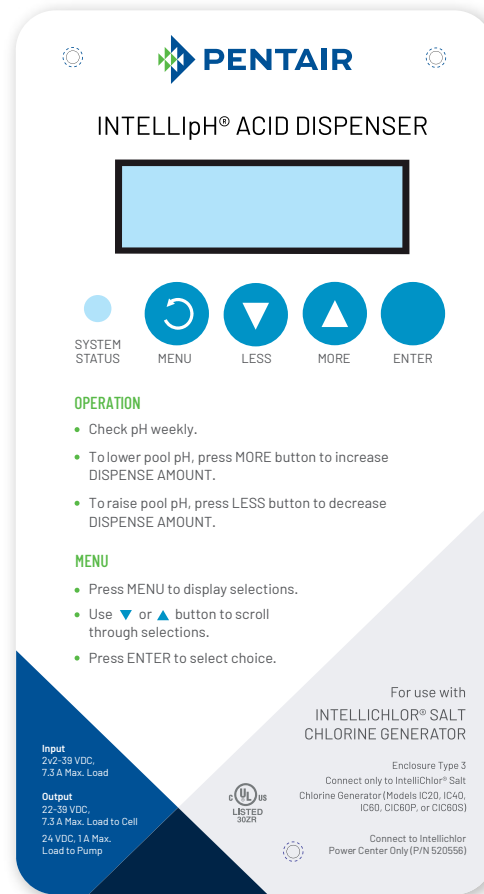 PENTAIR
INTELLIpH® ACID DISPENSER
SYSTEM
STATUS
MENU
LESS
MORE
ENTER
OPERATION
• Check pH weekly.
• To lower pool pH, press MORE button to increase
DISPENSE AMOUNT.
• To raise pool pH, press LESS button to decrease
DISPENSE AMOUNT.
MENU
• Press MENU to display selections.
• Use ▼ or ▲ button to scroll
through selections.
• Press ENTER to select choice.
For use with
INTELLICHLOR® SALT
CHLORINE GENERATOR
Enclosure Type 3
Connect only to IntelliChlor® Salt
Chlorine Generator (Models IC20, IC40,
IC60, CIC60P, or CIC60S)
Connect to Intellichlor
Power Center Only (P/N 520556)
Input
2v2-39 VDC,
7.3 A Max. Load
Output
22-39 VDC,
7.3 A Max. Load to Cell
24 VDC, 1 A Max.
Load to Pump
C UL US
LISTED
30ZR